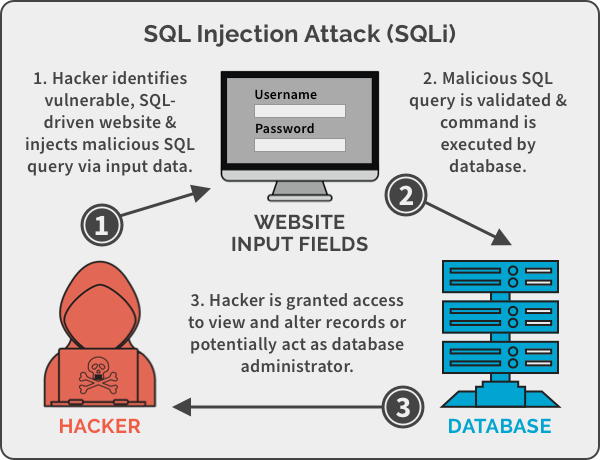 SQL Injection Attack (SQLi)
1. Hacker identifies
vulnerable, SQL-
driven website &
injects malicious SQL
query via input data.
Username
Password
2. Malicious SQL
query is validated &
command is
executed by
database.
1
2
WEBSITE
INPUT FIELDS
3. Hacker is granted access
to view and alter records or
potentially act as database
administrator.
3
HACKER
DATABASE